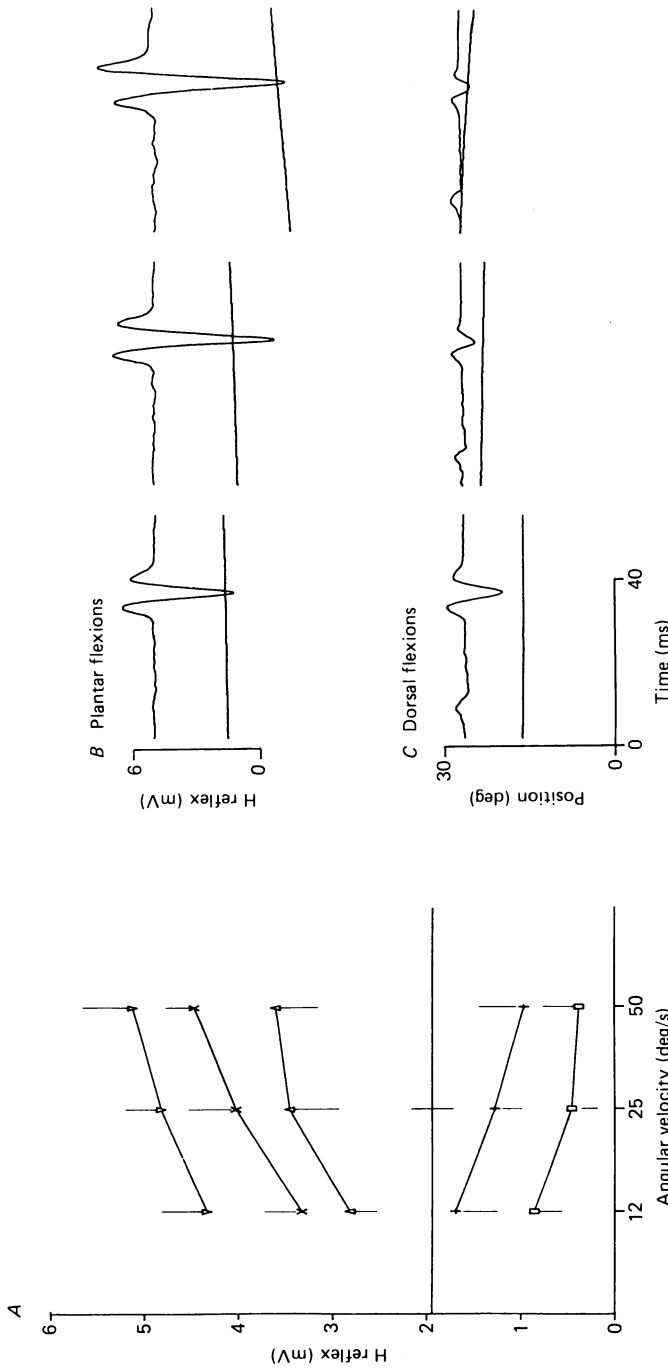 A
6
5
4
3
2
1
0
H reflex (mV)
12
25
50
Angular velocity (deg/s)
B Plantar flexions
6
0
H reflex (mV)
C Dorsal flexions
30
0
Position (deg)
0
40
Time (ms)